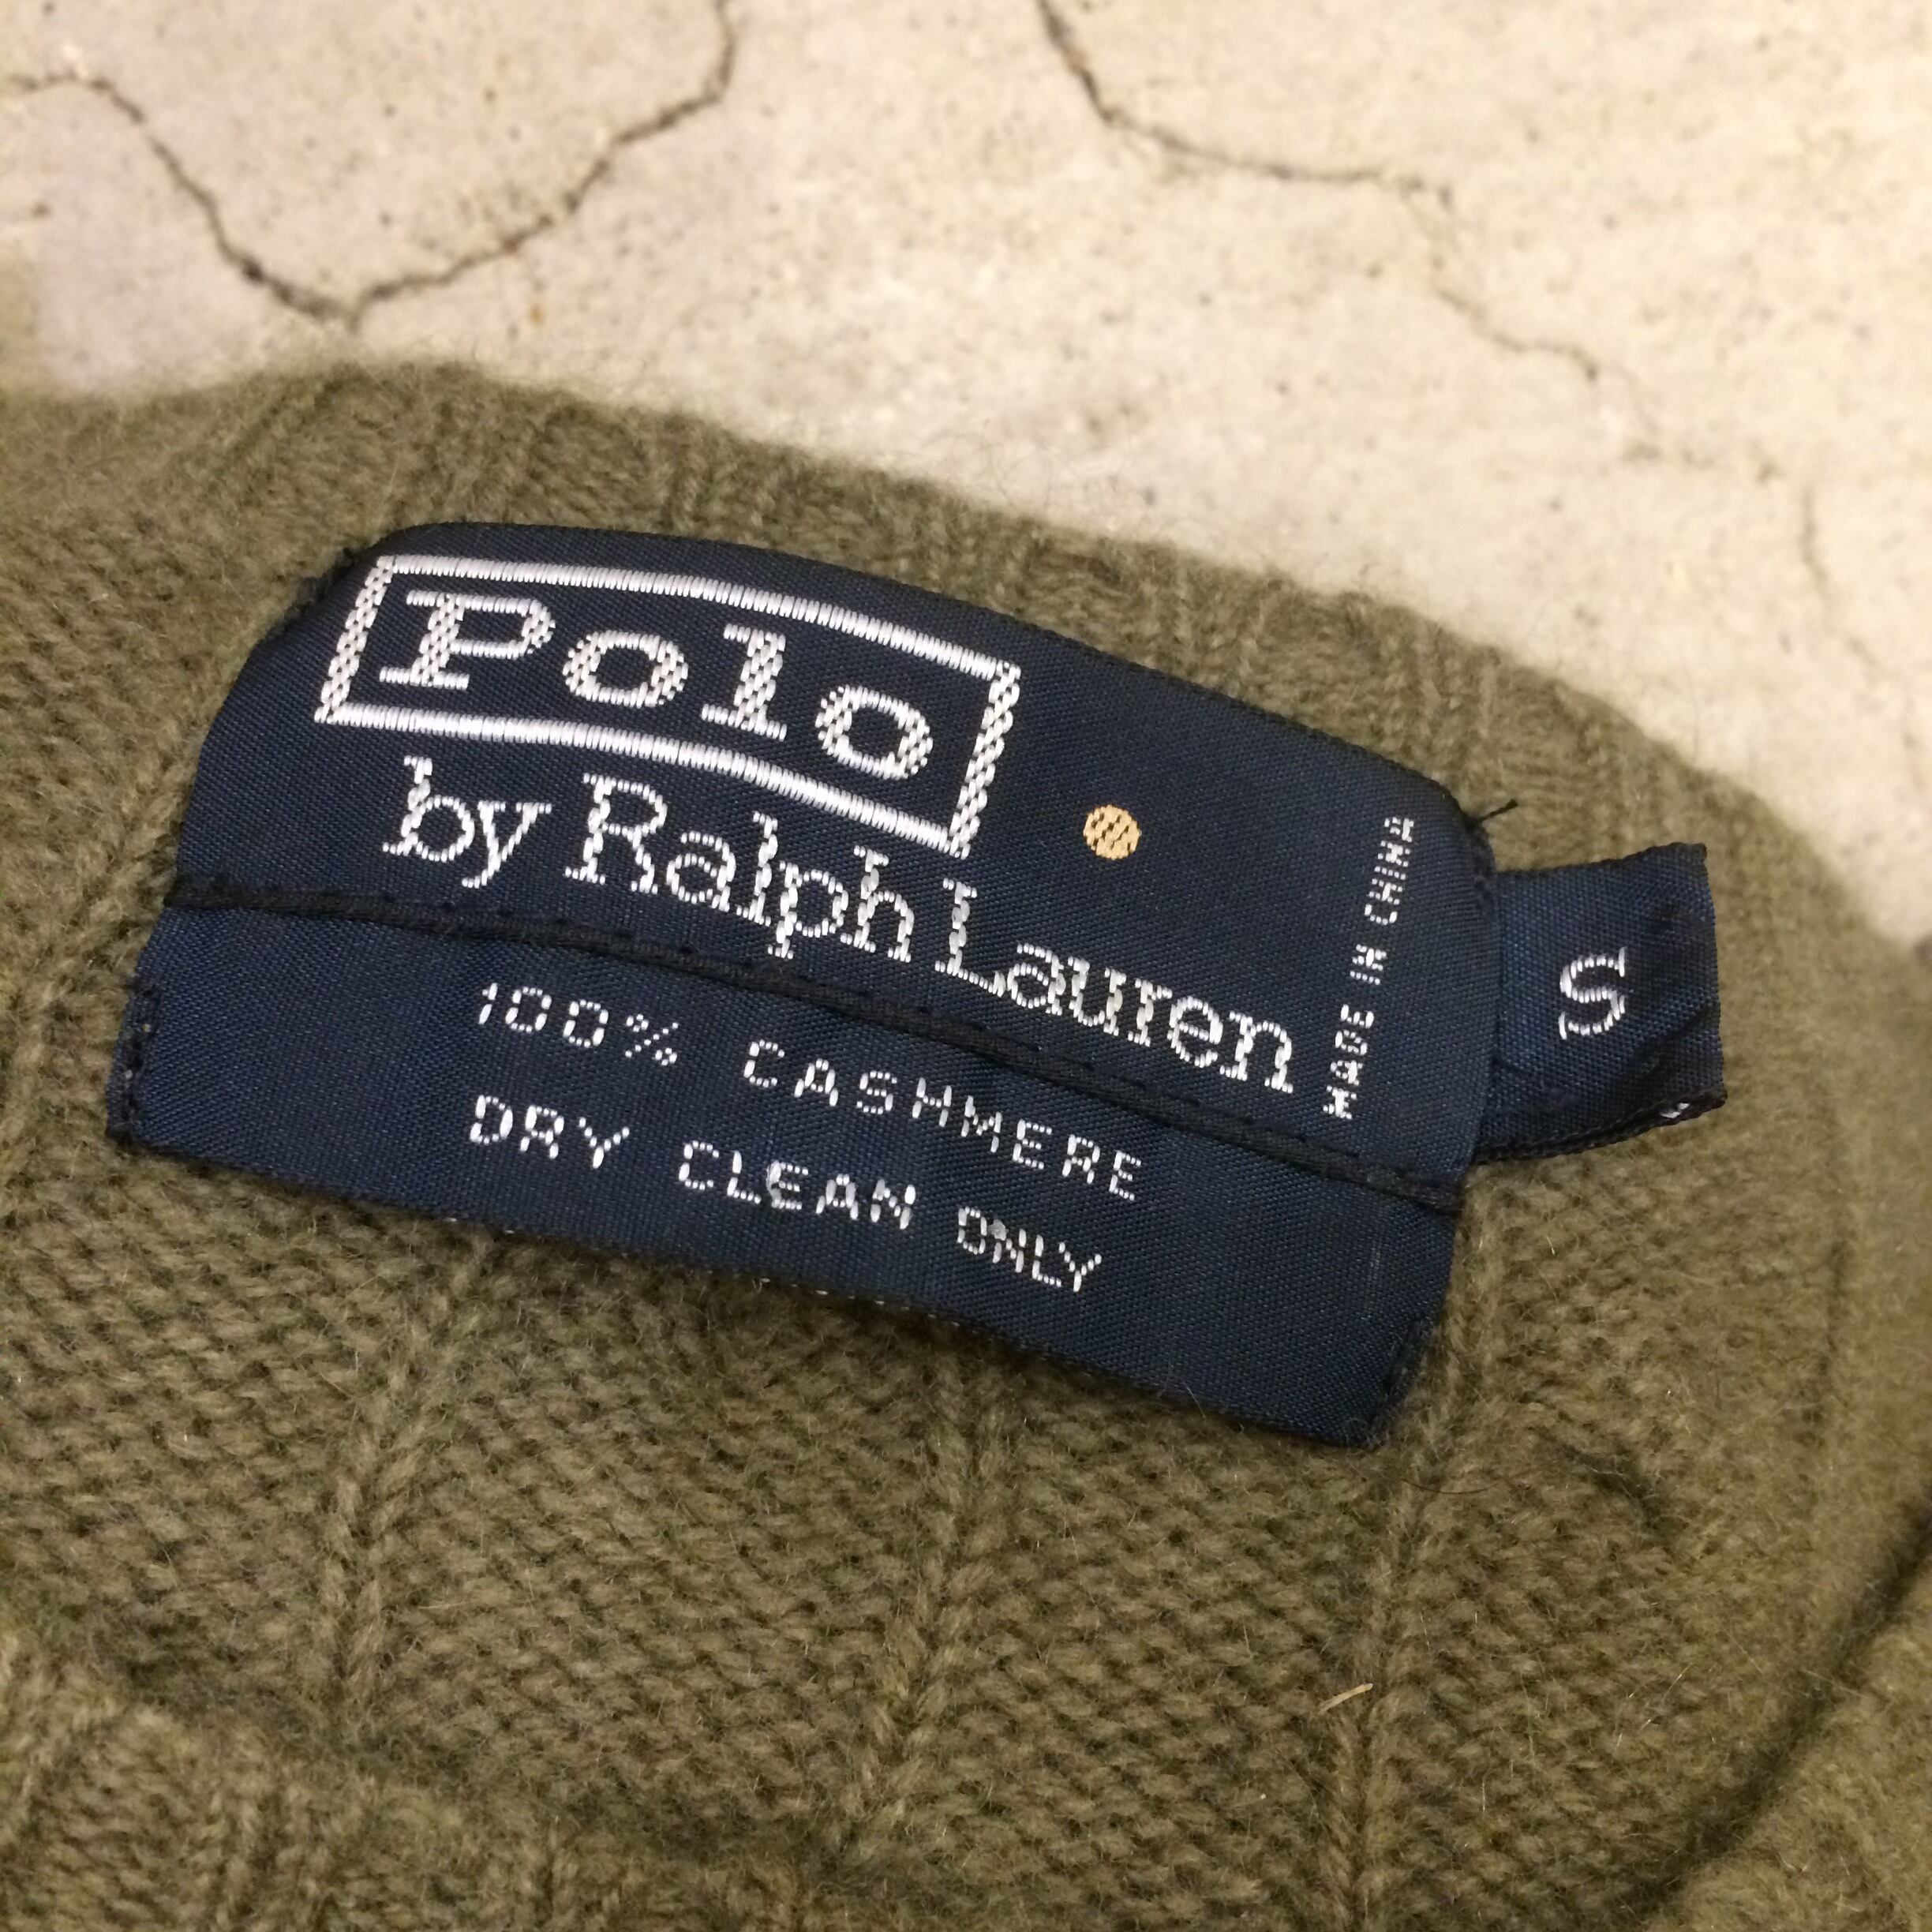 Polo
by Ralph Lauren
MADE IN CHINA
S
100% CASHMERE
DRY CLEAN ONLY